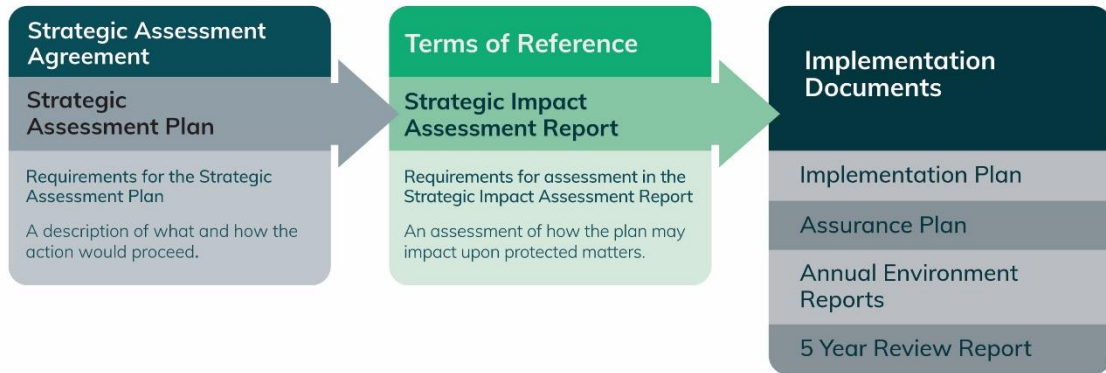 Strategic Assessment
Agreement
Strategic
Assessment Plan
Requirements for the Strategic
Assessment Plan
A description of what and how the
action would proceed.
Terms of Reference
Strategic Impact
Assessment Report
Requirements for assessment in the
Strategic Impact Assessment Report
An assessment of how the plan may
impact upon protected matters.
Implementation
Documents
Implementation Plan
Assurance Plan
Annual Environment
Reports
5 Year Review Report